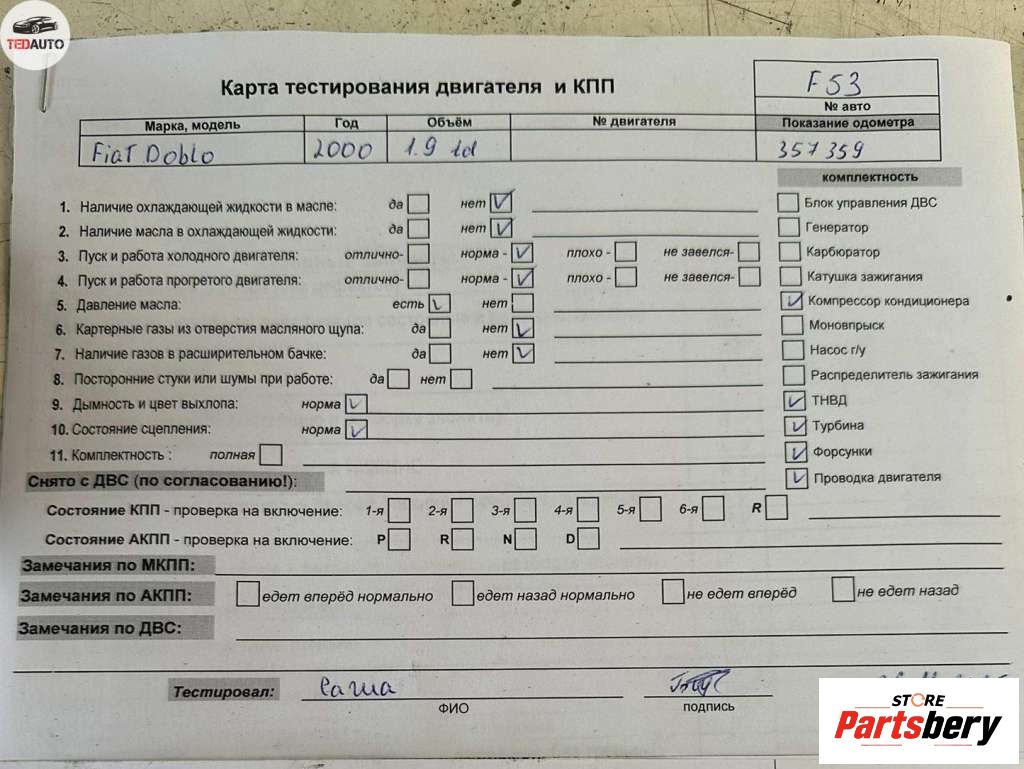 TEDAUTO
Карта тестирования двигателя и КПП
F53
№ авто
Марка, модель Год Объём № двигателя Показание одометра
Fiat Doblo 2000 1.9 td 357359
комплектность
1. Наличие охлаждающей жидкости в масле: да нет
2. Наличие масла в охлаждающей жидкости: да нет
3. Пуск и работа холодного двигателя: отлично- норма - плохо - не завелся-
4. Пуск и работа прогретого двигателя: отлично- норма - плохо - не завелся-
5. Давление масла: есть нет
6. Картерные газы из отверстия масляного щупа: да нет
7. Наличие газов в расширительном бачке: да нет
8. Посторонние стуки или шумы при работе: да нет
9. Дымность и цвет выхлопа: норма
10. Состояние сцепления: норма
11. Комплектность : полная
Блок управления ДВС
Генератор
Карбюратор
Катушка зажигания
Компрессор кондиционера
Моновпрыск
Насос г/у
Распределитель зажигания
ТНВД
Турбина
Форсунки
Проводка двигателя
Снято с ДВС (по согласованию!):
Состояние КПП - проверка на включение: 1-я 2-я 3-я 4-я 5-я 6-я R
Состояние АКПП - проверка на включение: P R N D
Замечания по МКПП:
Замечания по АКПП: едет вперёд нормально едет назад нормально не едет вперёд не едет назад
Замечания по ДВС:
Тестировал: Саша
ФИО подпись
STORE
Partsbery